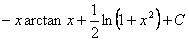 - x arctan x + 1/2 ln(1 + x²) + C